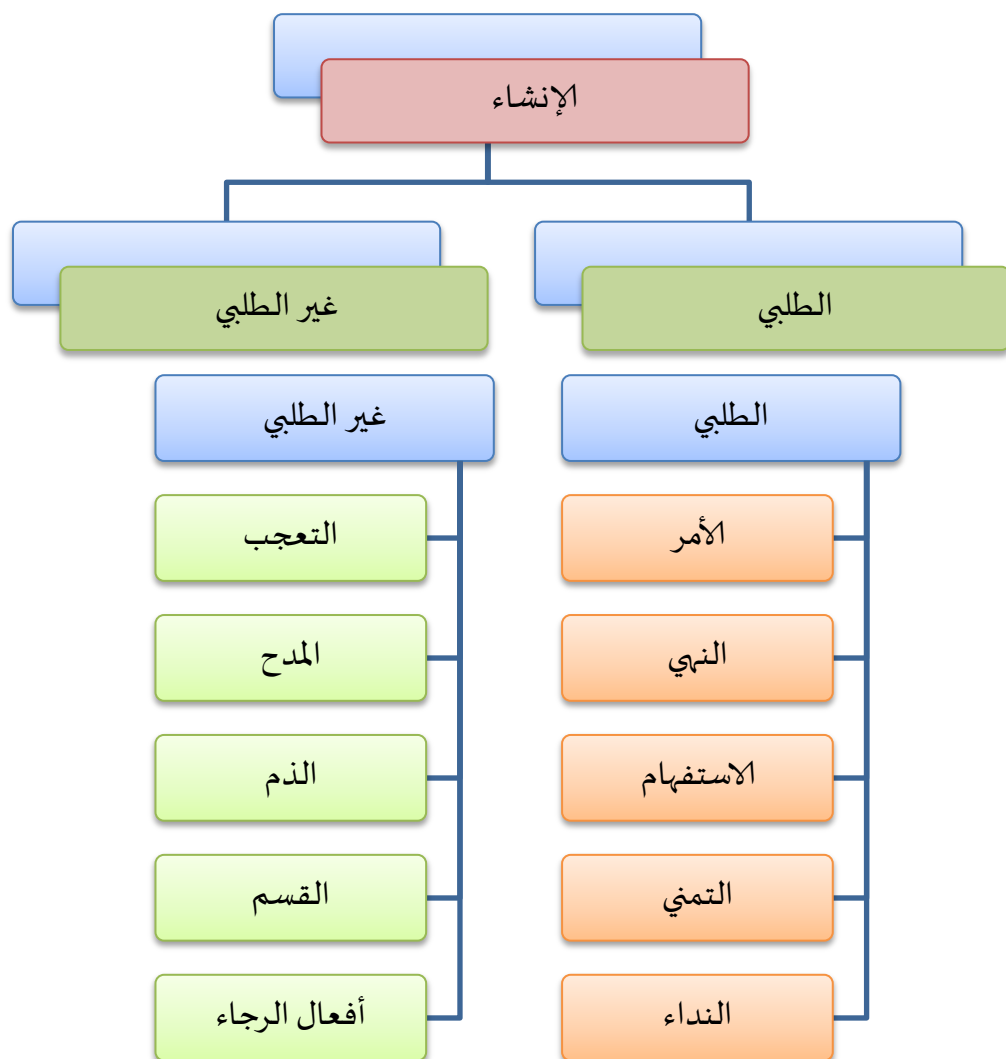 الإنشاء
الطلبي
غير الطلبي
الطلبي
الأمر
النهي
الاستفهام
التمني
النداء
غير الطلبي
التعجب
المدح
الذم
القسم
أفعال الرجاء